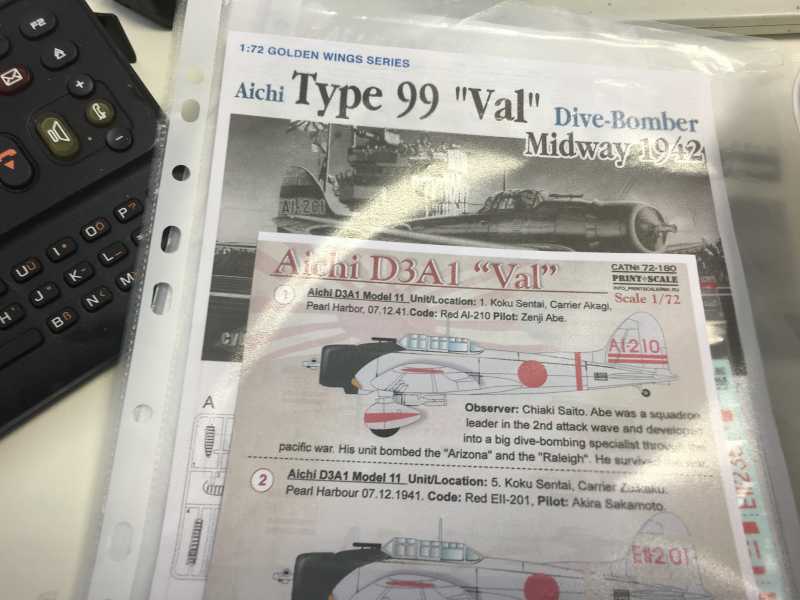 F2
U
I
O
P
J
K
L
B
N
M
1:72 GOLDEN WINGS SERIES
Aichi Type 99 "Val" Dive-Bomber
Midway 1942
AI-201
Aichi D3A1 “Val”
CAT№ 72-180
PRINT SCALE
Scale 1/72
1 Aichi D3A1 Model 11 Unit/Location: 1. Koku Sentai, Carrier Akagi,
Pearl Harbor, 07.12.41. Code: Red AI-210 Pilot: Zenji Abe.
AI-210
Observer: Chiaki Saito. Abe was a squadron
leader in the 2nd attack wave and developed
into a big dive-bombing specialist through the
pacific war. His unit bombed the "Arizona" and the "Raleigh". He survived the war.
2 Aichi D3A1 Model 11 Unit/Location: 5. Koku Sentai, Carrier
Pearl Harbour 07.12.1941. Code: Red EII-201, Pilot: Akira Sakamoto.
EII-201
A